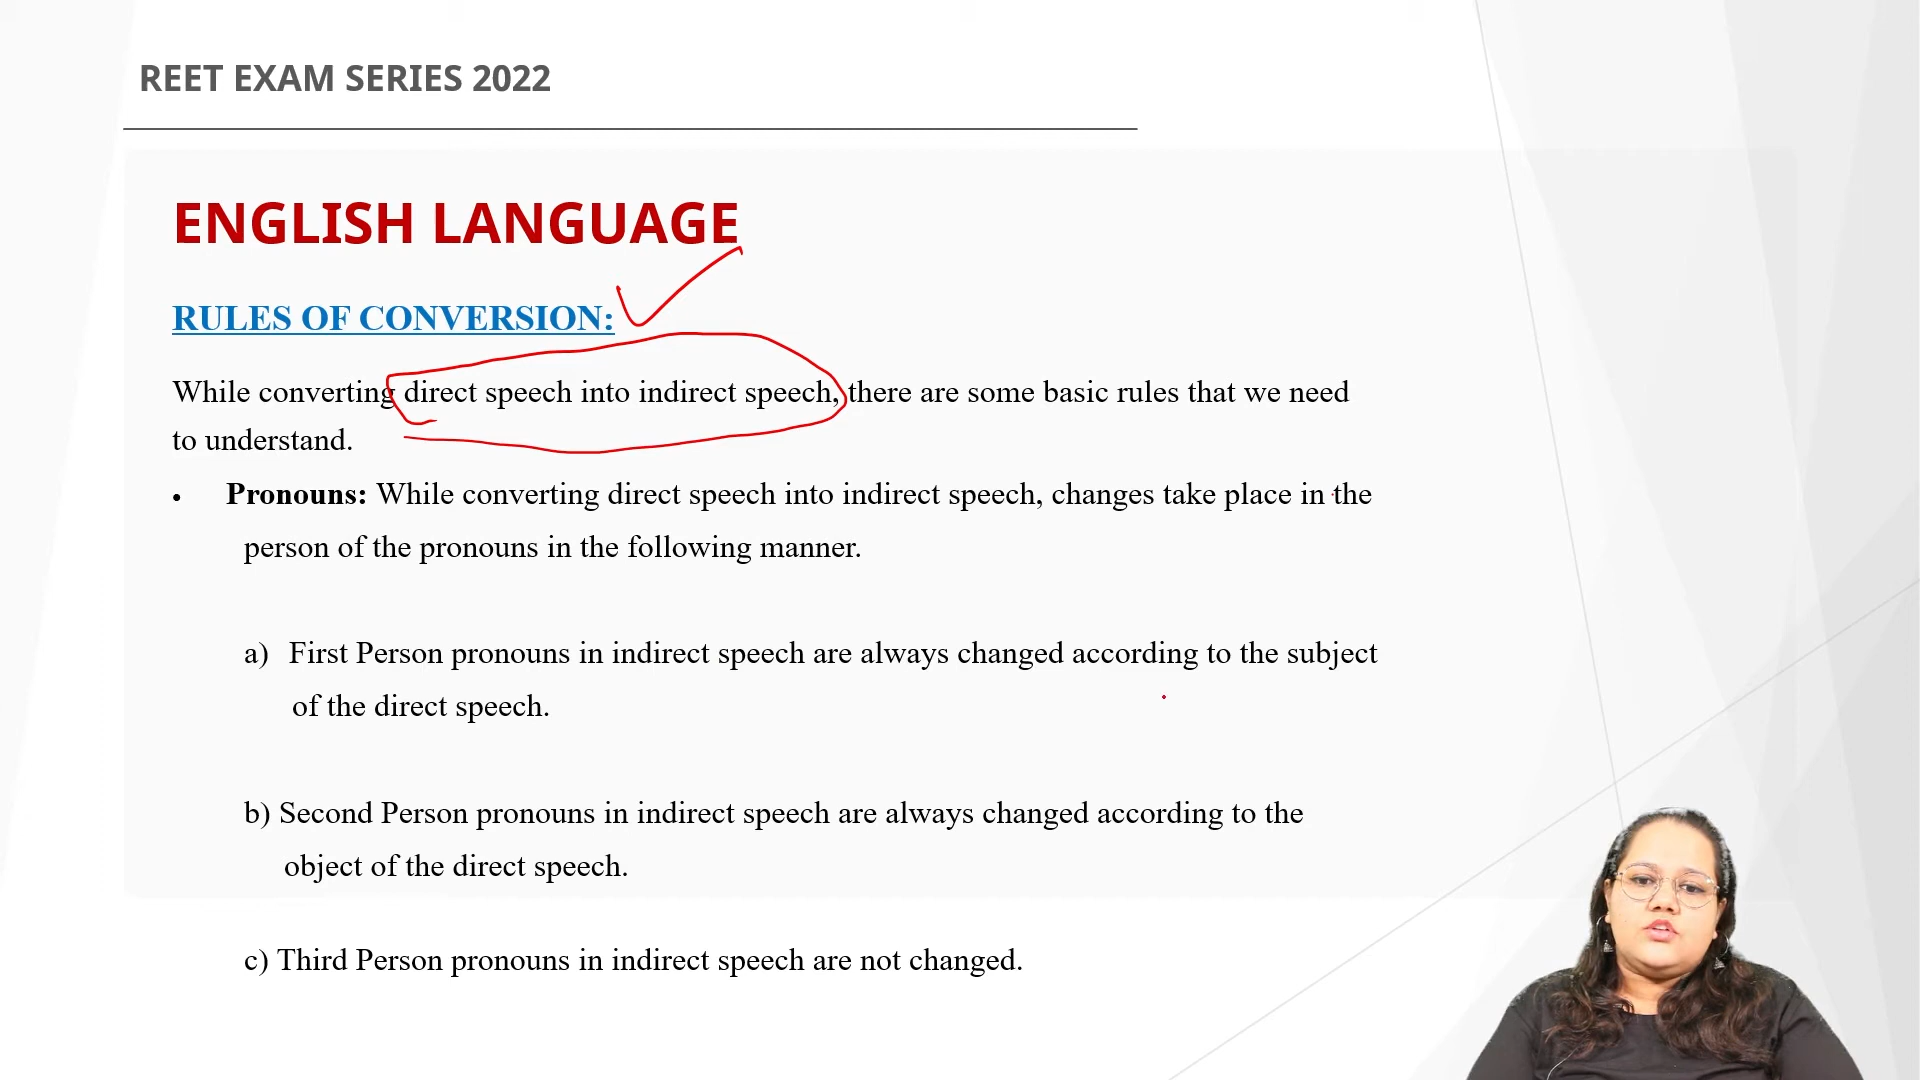 REET EXAM SERIES 2022
ENGLISH LANGUAGE
RULES OF CONVERSION:
While converting direct speech into indirect speech, there are some basic rules that we need
to understand.
• Pronouns: While converting direct speech into indirect speech, changes take place in the
person of the pronouns in the following manner.
a) First Person pronouns in indirect speech are always changed according to the subject
of the direct speech.
b) Second Person pronouns in indirect speech are always changed according to the
object of the direct speech.
c) Third Person pronouns in indirect speech are not changed.